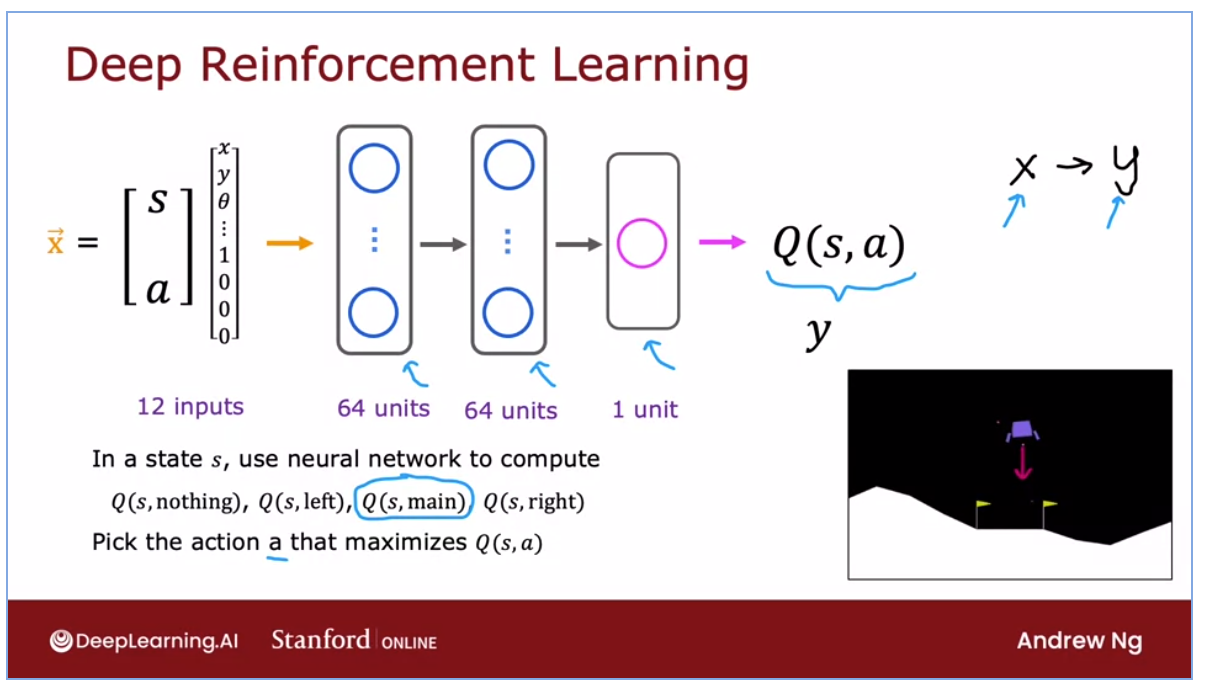 Deep Reinforcement Learning
x⃗ = [s a] [x y θ ⋮ 1 0 0 0]
Q(s, a)
y
x → y
12 inputs 64 units 64 units 1 unit
In a state s, use neural network to compute
Q(s, nothing), Q(s, left), Q(s, main) Q(s, right)
Pick the action a that maximizes Q(s, a)
DeepLearning.AI Stanford ONLINE Andrew Ng